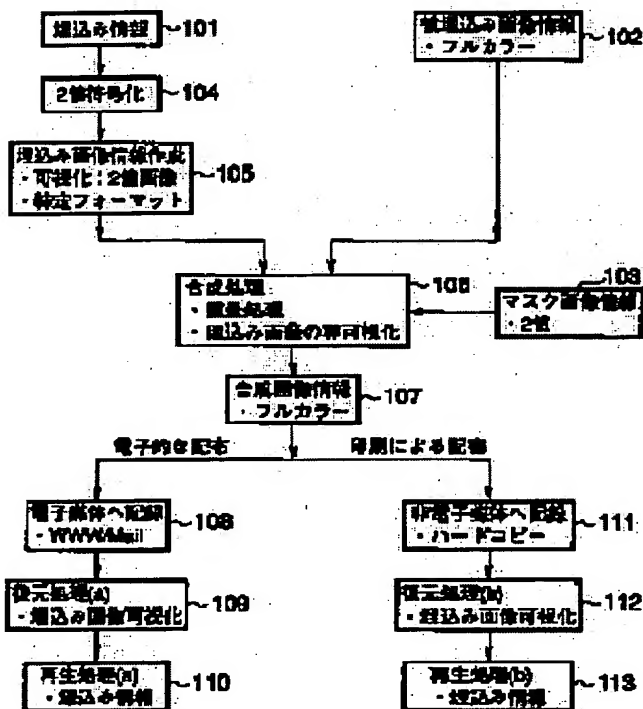 埋込み情報 101
被埋込み画像情報
・フルカラー 102
2値符号化 104
埋込み画像情報作成
・可視化：2値画像
・特定フォーマット 105
合成処理 106
・重畳処理
・埋込み画像の非可視化
103
マスク画像情報
・2値
合成画像情報
・フルカラー 107
電子的な配布 印刷による配布
電子媒体へ記録 108
・WWW/Mail
非電子媒体へ記録 111
・ハードコピー
復元処理(a) 109
・埋込み画像可視化
復元処理(b) 112
・埋込み画像可視化
再生処理(a) 110
・埋込み情報
再生処理(b) 113
・埋込み情報